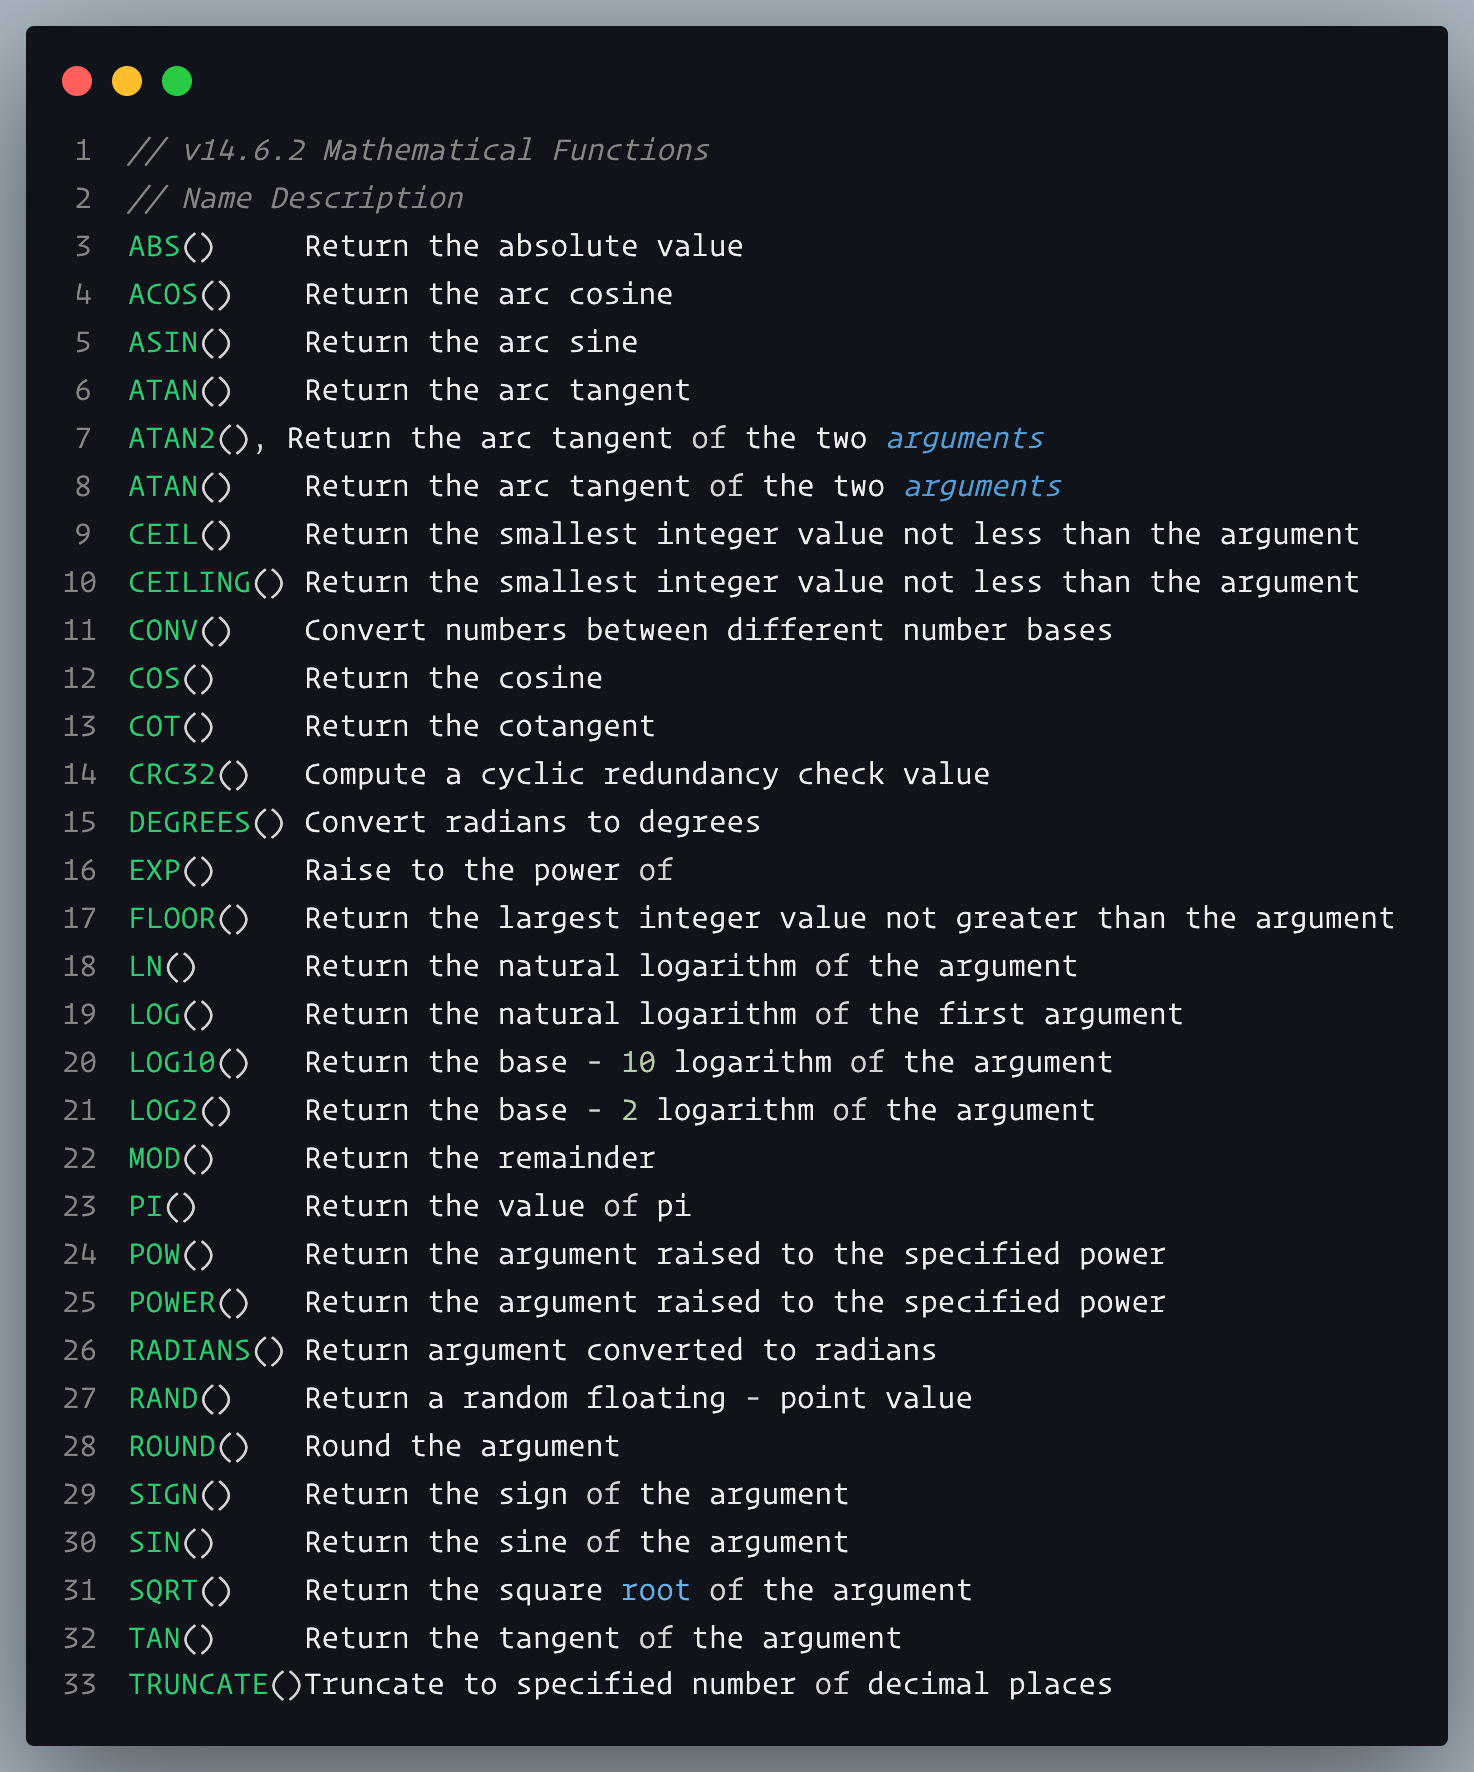 1 // v14.6.2 Mathematical Functions
2 // Name Description
3 ABS()     Return the absolute value
4 ACOS()    Return the arc cosine
5 ASIN()    Return the arc sine
6 ATAN()    Return the arc tangent
7 ATAN2(), Return the arc tangent of the two arguments
8 ATAN()    Return the arc tangent of the two arguments
9 CEIL()    Return the smallest integer value not less than the argument
10 CEILING() Return the smallest integer value not less than the argument
11 CONV()    Convert numbers between different number bases
12 COS()     Return the cosine
13 COT()     Return the cotangent
14 CRC32()   Compute a cyclic redundancy check value
15 DEGREES() Convert radians to degrees
16 EXP()     Raise to the power of
17 FLOOR()   Return the largest integer value not greater than the argument
18 LN()      Return the natural logarithm of the argument
19 LOG()     Return the natural logarithm of the first argument
20 LOG10()   Return the base - 10 logarithm of the argument
21 LOG2()    Return the base - 2 logarithm of the argument
22 MOD()     Return the remainder
23 PI()      Return the value of pi
24 POW()     Return the argument raised to the specified power
25 POWER()   Return the argument raised to the specified power
26 RADIANS() Return argument converted to radians
27 RAND()    Return a random floating - point value
28 ROUND()   Round the argument
29 SIGN()    Return the sign of the argument
30 SIN()     Return the sine of the argument
31 SQRT()    Return the square root of the argument
32 TAN()     Return the tangent of the argument
33 TRUNCATE()Truncate to specified number of decimal places